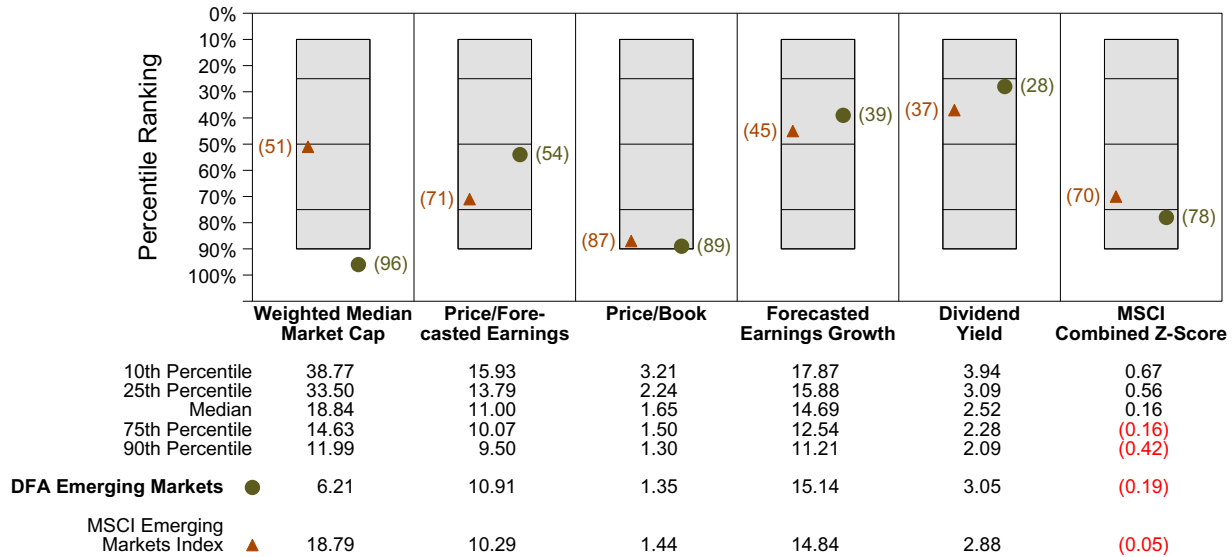 Percentile Ranking
0%
10%
20%
30%
40%
50%
60%
70%
80%
90%
100%
(51)
(96)
(71)
(54)
(87)
(89)
(45)
(39)
(37)
(28)
(70)
(78)
Weighted Median
Market Cap
Price/Fore-
casted Earnings
Price/Book
Forecasted
Earnings Growth
Dividend
Yield
MSCI
Combined Z-Score
10th Percentile 38.77 15.93 3.21 17.87 3.94 0.67
25th Percentile 33.50 13.79 2.24 15.88 3.09 0.56
Median 18.84 11.00 1.65 14.69 2.52 0.16
75th Percentile 14.63 10.07 1.50 12.54 2.28 (0.16)
90th Percentile 11.99 9.50 1.30 11.21 2.09 (0.42)
DFA Emerging Markets 6.21 10.91 1.35 15.14 3.05 (0.19)
MSCI Emerging
Markets Index 18.79 10.29 1.44 14.84 2.88 (0.05)